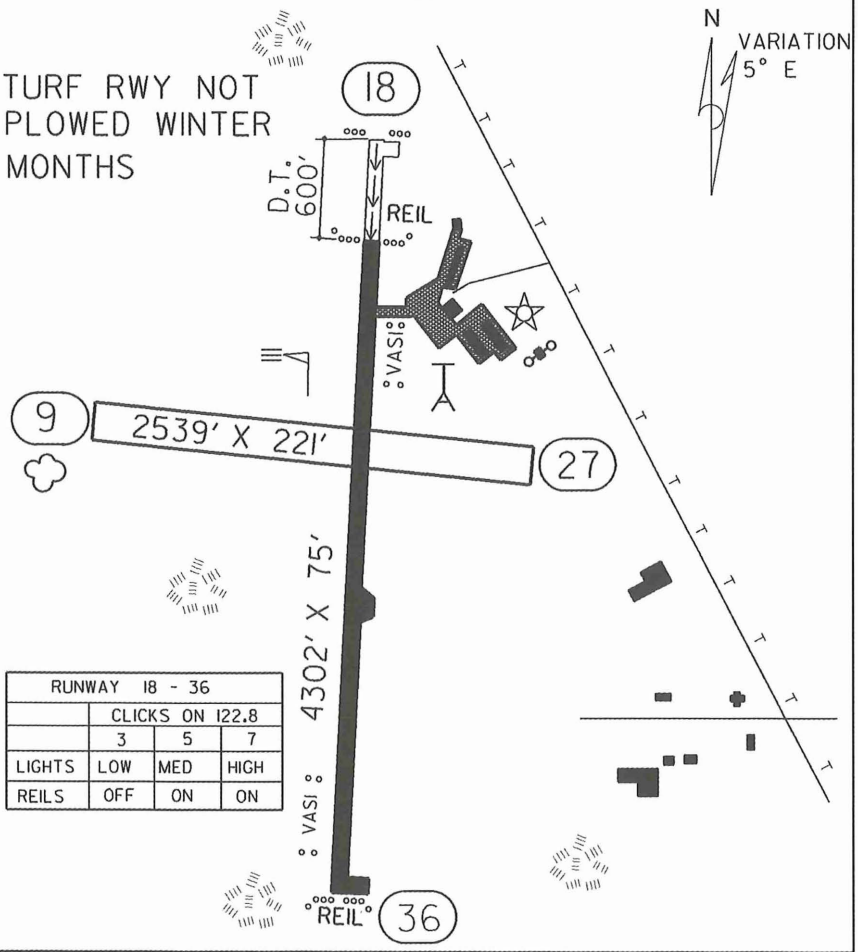 N
VARIATION
5° E
TURF RWY NOT
PLOWED WINTER
MONTHS
18
D.T.
600'
REIL
VASI
9
2539' X 221'
27
4302' X 75'
RUNWAY 18 - 36
CLICKS ON 122.8
3 5 7
LIGHTS LOW MED HIGH
REILS OFF ON ON
VASI
REIL
36
T
T
T
T
T
T
T
T
T
T
T
T
T